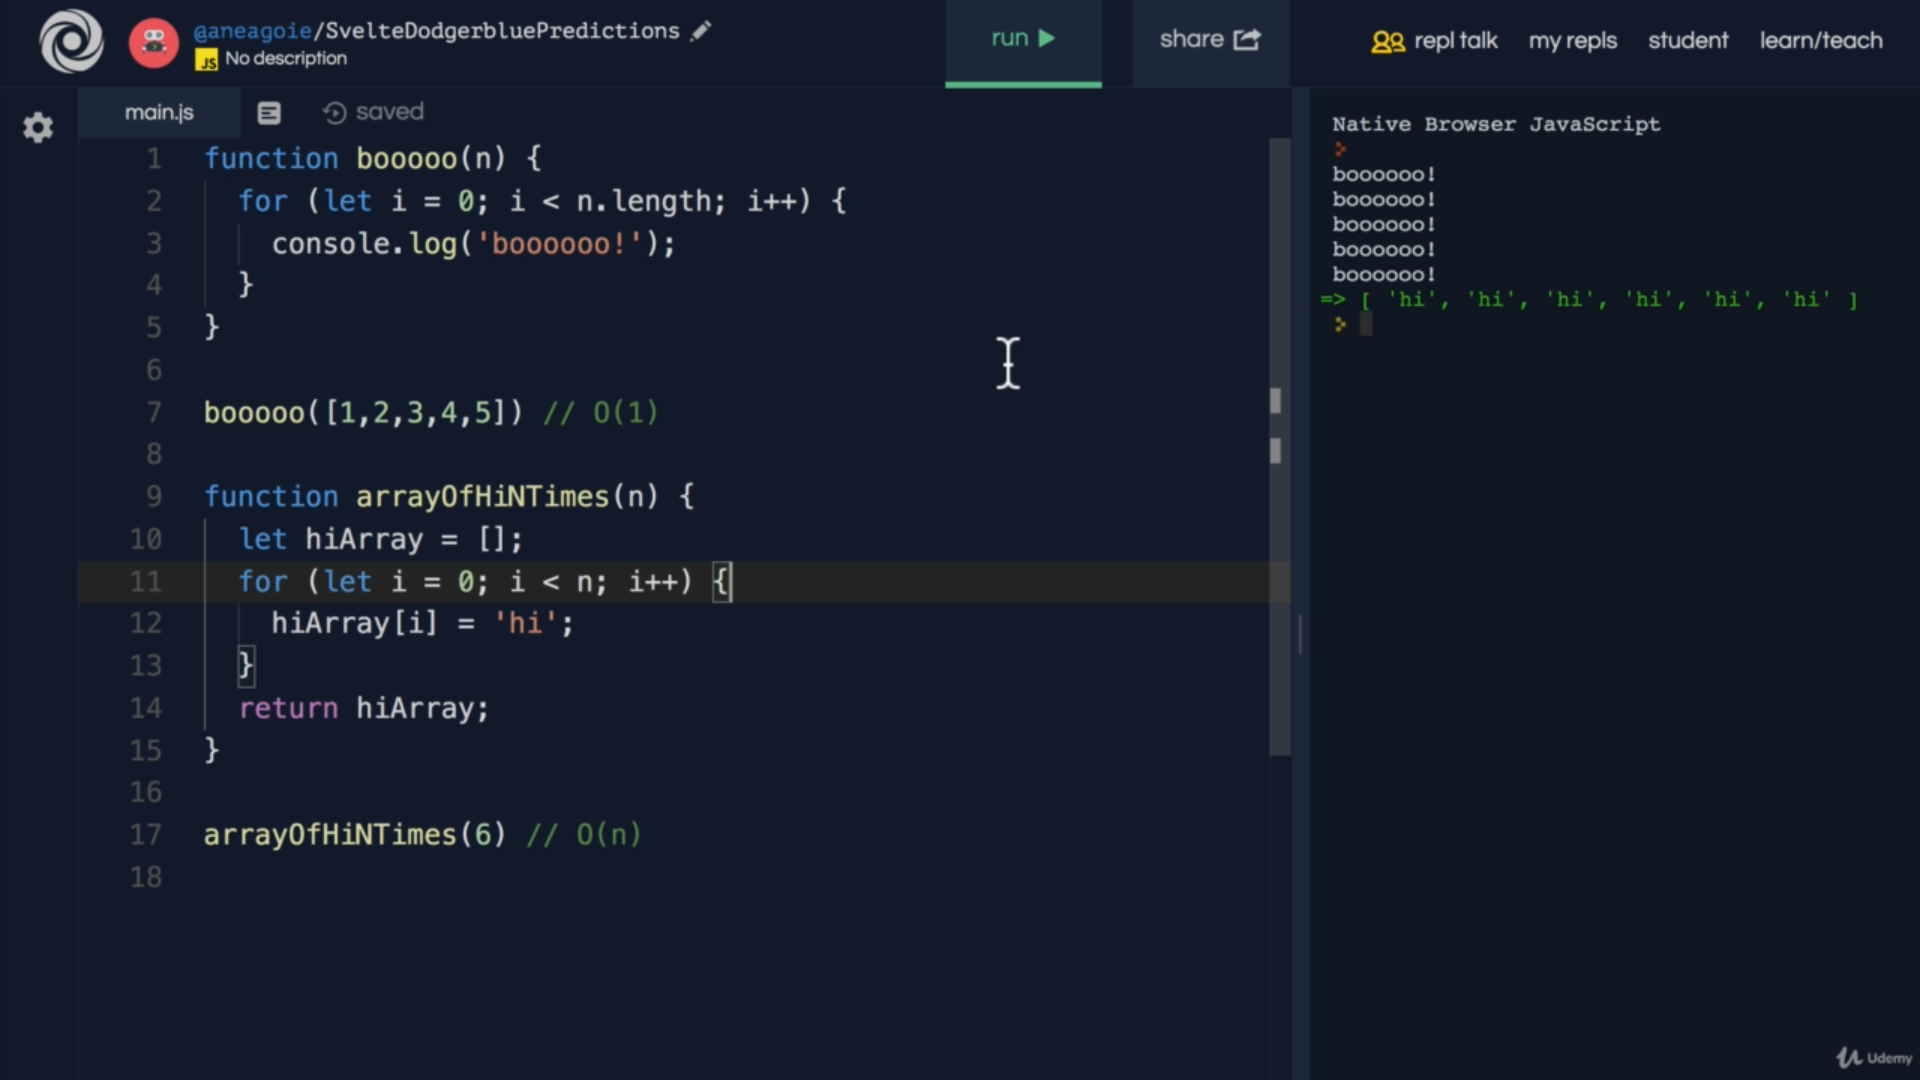 @aneagoie/SvelteDodgerbluePredictions
JS No description
run
share
repl talk
my repls
student
learn/teach
main.js
saved
1 function booooo(n) {
2 for (let i = 0; i < n.length; i++) {
3 console.log('boooooo!');
4 }
5 }
6
7 booooo([1,2,3,4,5]) // O(1)
8
9 function arrayOfHiNTimes(n) {
10 let hiArray = [];
11 for (let i = 0; i < n; i++) {
12 hiArray[i] = 'hi';
13 }
14 return hiArray;
15 }
16
17 arrayOfHiNTimes(6) // O(n)
18
Native Browser JavaScript
>
boooooo!
boooooo!
boooooo!
boooooo!
boooooo!
=> [ 'hi', 'hi', 'hi', 'hi', 'hi', 'hi' ]
>
Udemy